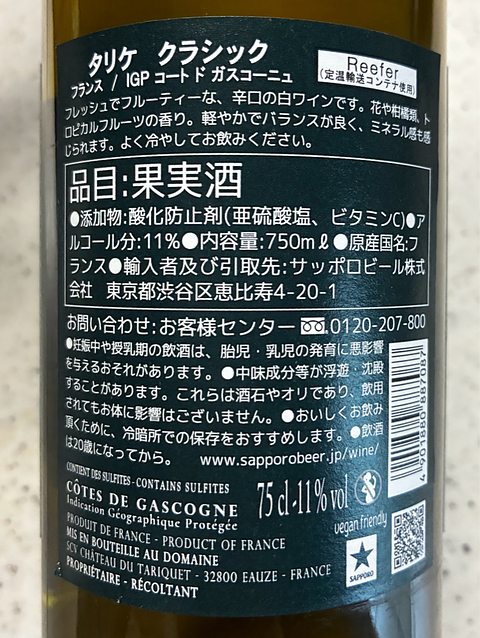 タリケ クラシック
フランス / IGP コート ド ガスコーニュ
Reefer
(定温輸送コンテナ使用)
フレッシュでフルーティーな、辛口の白ワインです。花や柑橘類、ト
ロピカルフルーツの香り。軽やかでバランスが良く、ミネラル感も感
じられます。よく冷やしてお飲みください。
品目:果実酒
●添加物:酸化防止剤(亜硫酸塩、ビタミンC)●ア
ルコール分:11%●内容量:750mℓ●原産国名:フ
ランス●輸入者及び引取先:サッポロビール株式
会社 東京都渋谷区恵比寿4-20-1
お問い合わせ:お客様センター 0120-207-800
●妊娠中や授乳期の飲酒は、胎児・乳児の発育に悪影響
を与えるおそれがあります。●中味成分等が浮遊・沈殿
することがあります。これらは酒石やオリであり、飲用
されてもお体に影響はございません。●おいしくお飲み
頂くために、冷暗所での保存をおすすめします。●飲酒
は20歳になってから。 www.sapporobeer.jp/wine/
4 901880 887087
CONTIENT DES SULFITES - CONTAINS SULFITES
CÔTES DE GASCOGNE
Indication Géographique Protégée
75 cl - 11% vol
PRODUIT DE FRANCE - PRODUCT OF FRANCE
MIS EN BOUTEILLE AU DOMAINE
SCV CHÂTEAU DU TARIQUET - 32800 EAUZE - FRANCE
PROPRIÉTAIRE - RÉCOLTANT
vegan friendly
SAPPORO